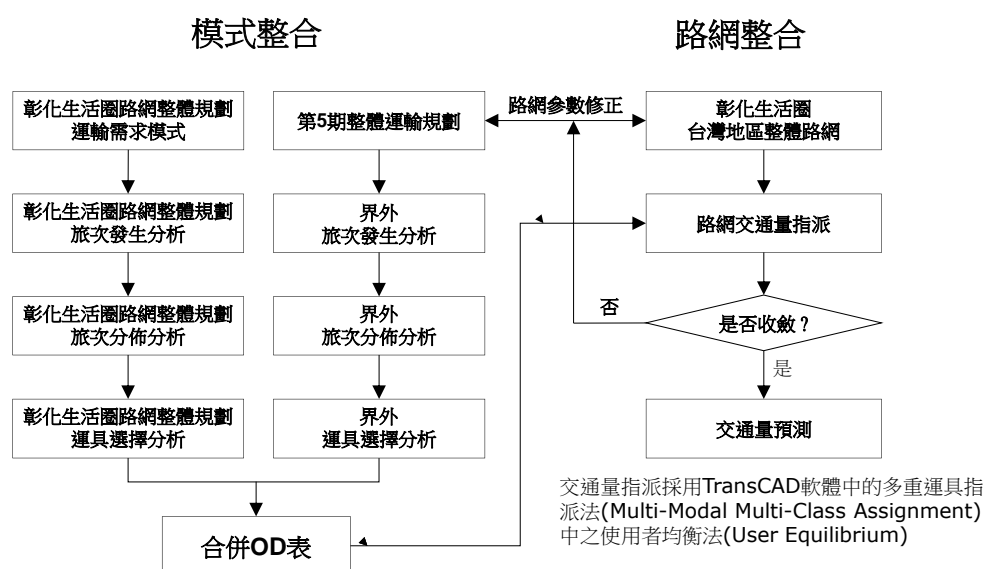 模式整合
路網整合
彰化生活圈路網整體規劃
運輸需求模式
第5期整體運輸規劃
路網參數修正
彰化生活圈
台灣地區整體路網
彰化生活圈路網整體規劃
旅次發生分析
界外
旅次發生分析
路網交通量指派
彰化生活圈路網整體規劃
旅次分佈分析
界外
旅次分佈分析
否
是否收斂？
是
彰化生活圈路網整體規劃
運具選擇分析
界外
運具選擇分析
交通量預測
合併OD表
交通量指派採用TransCAD軟體中的多重運具指
派法(Multi-Modal Multi-Class Assignment)
中之使用者均衡法(User Equilibrium)